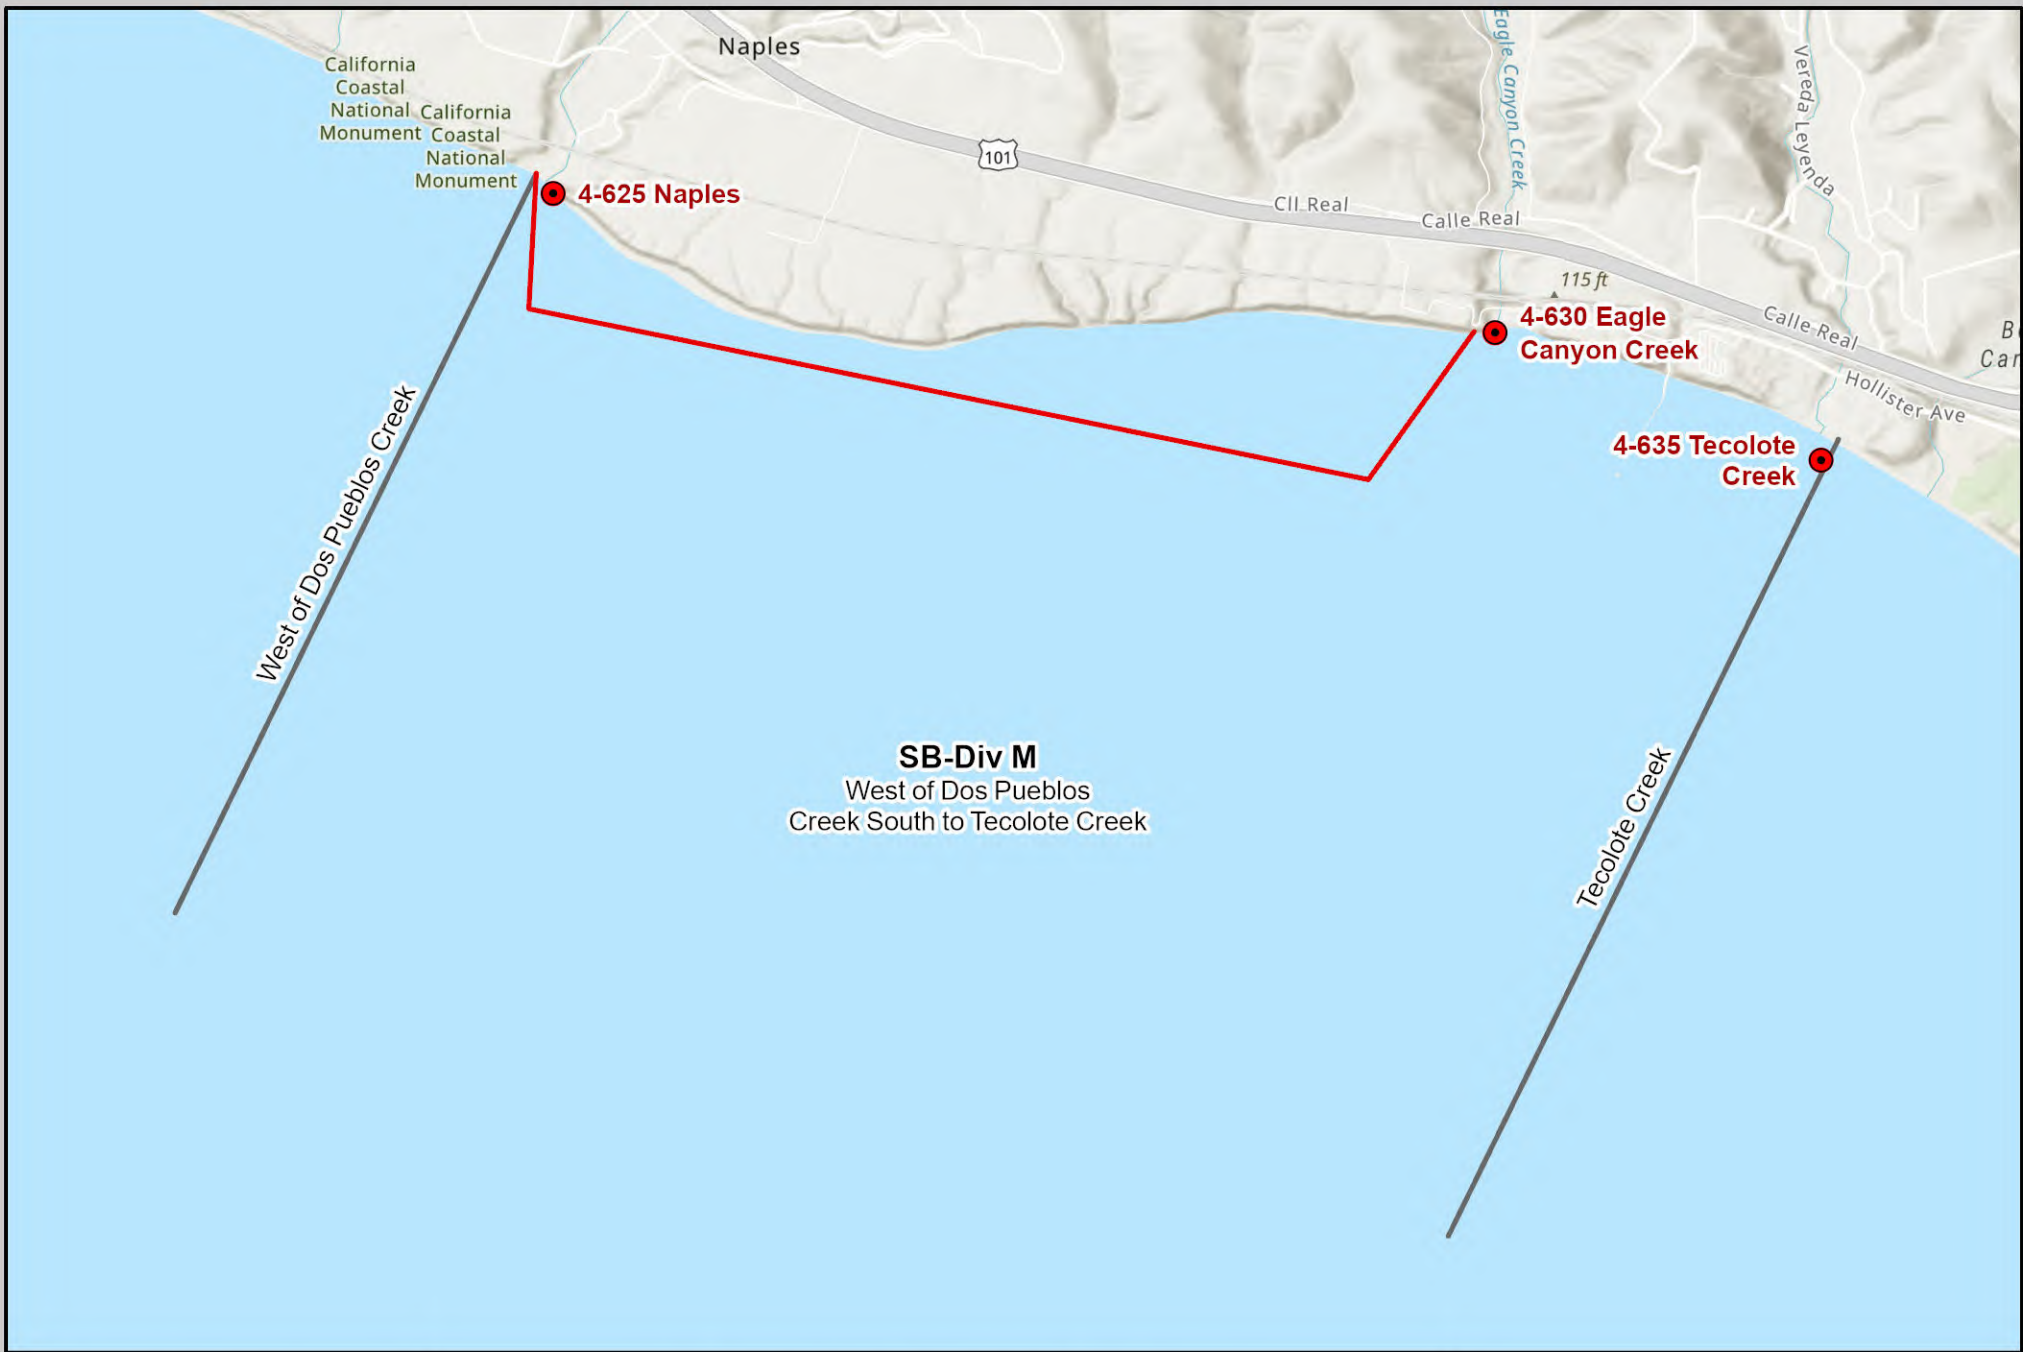 Naples
California
Coastal
National
Monument
California
Coastal
National
Monument
101
Eagle Canyon Creek
Vereda Leyenda
4-625 Naples
Cll Real
Calle Real
115 ft
4-630 Eagle
Canyon Creek
Calle Real
Hollister Ave
4-635 Tecolote
Creek
West of Dos Pueblos Creek
Tecolote Creek
SB-Div M
West of Dos Pueblos
Creek South to Tecolote Creek